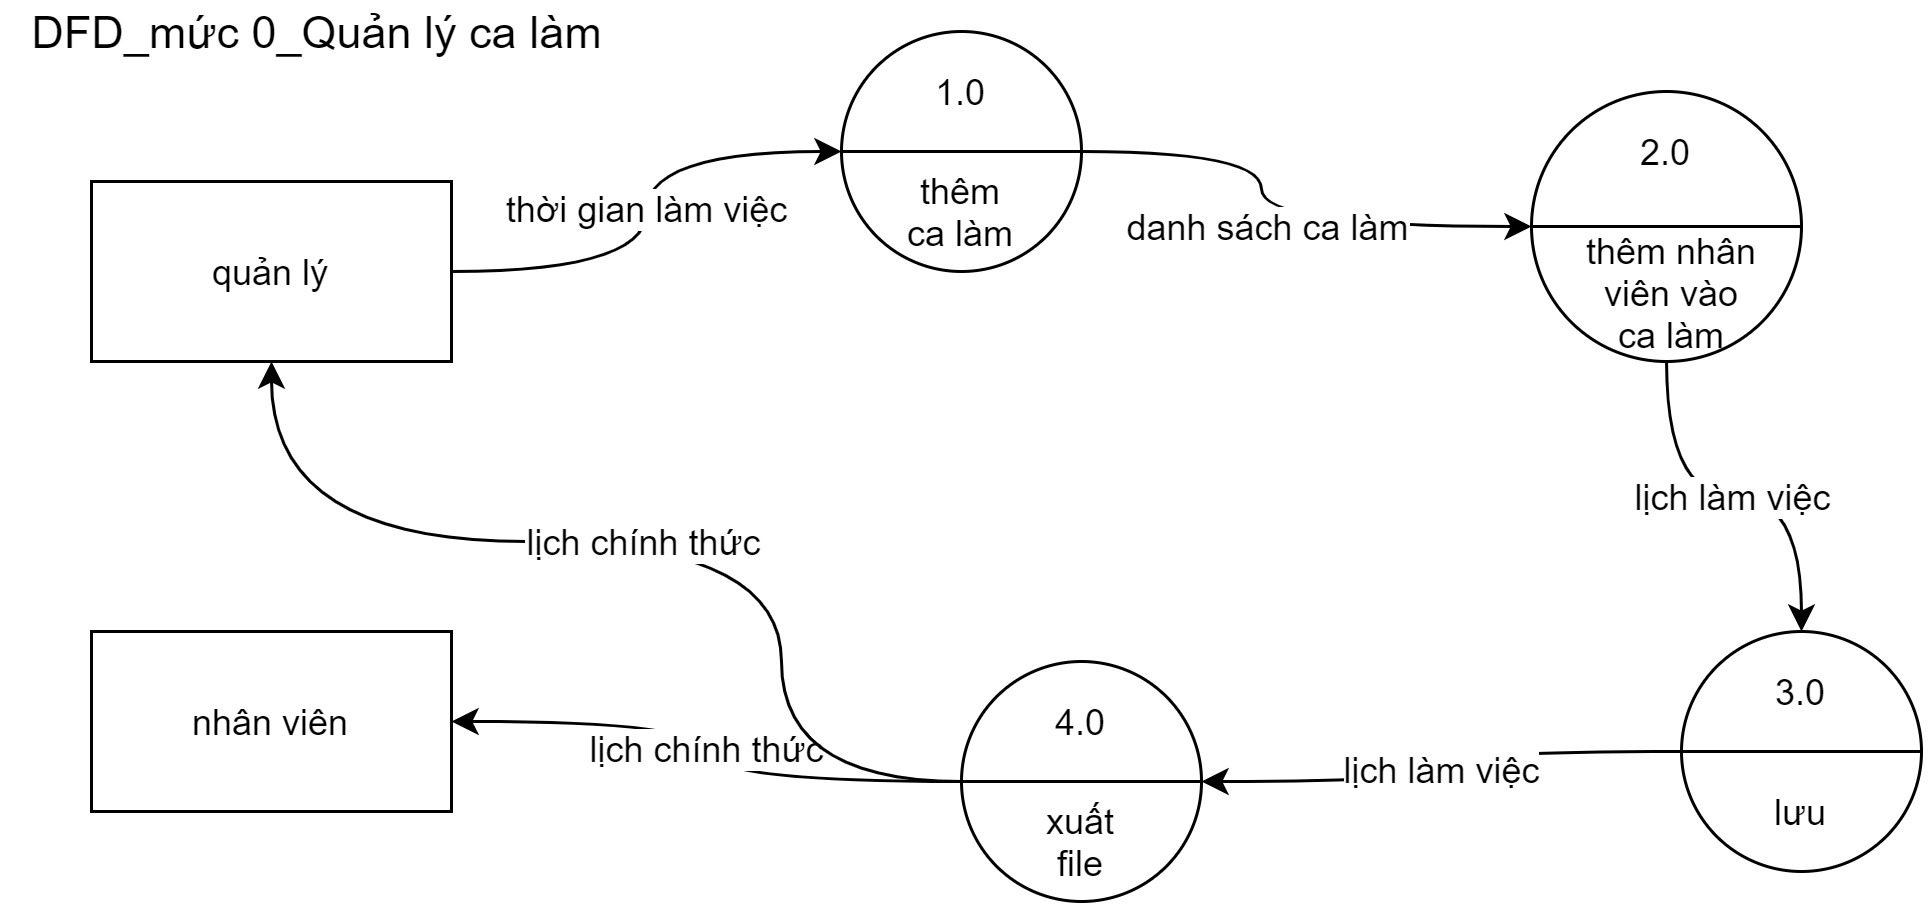 DFD_mức 0_Quản lý ca làm
1.0
thêm
ca làm
2.0
thêm nhân
viên vào
ca làm
quản lý
thời gian làm việc
danh sách ca làm
lịch làm việc
lịch chính thức
nhân viên
lịch chính thức
4.0
xuất
file
lịch làm việc
3.0
lưu